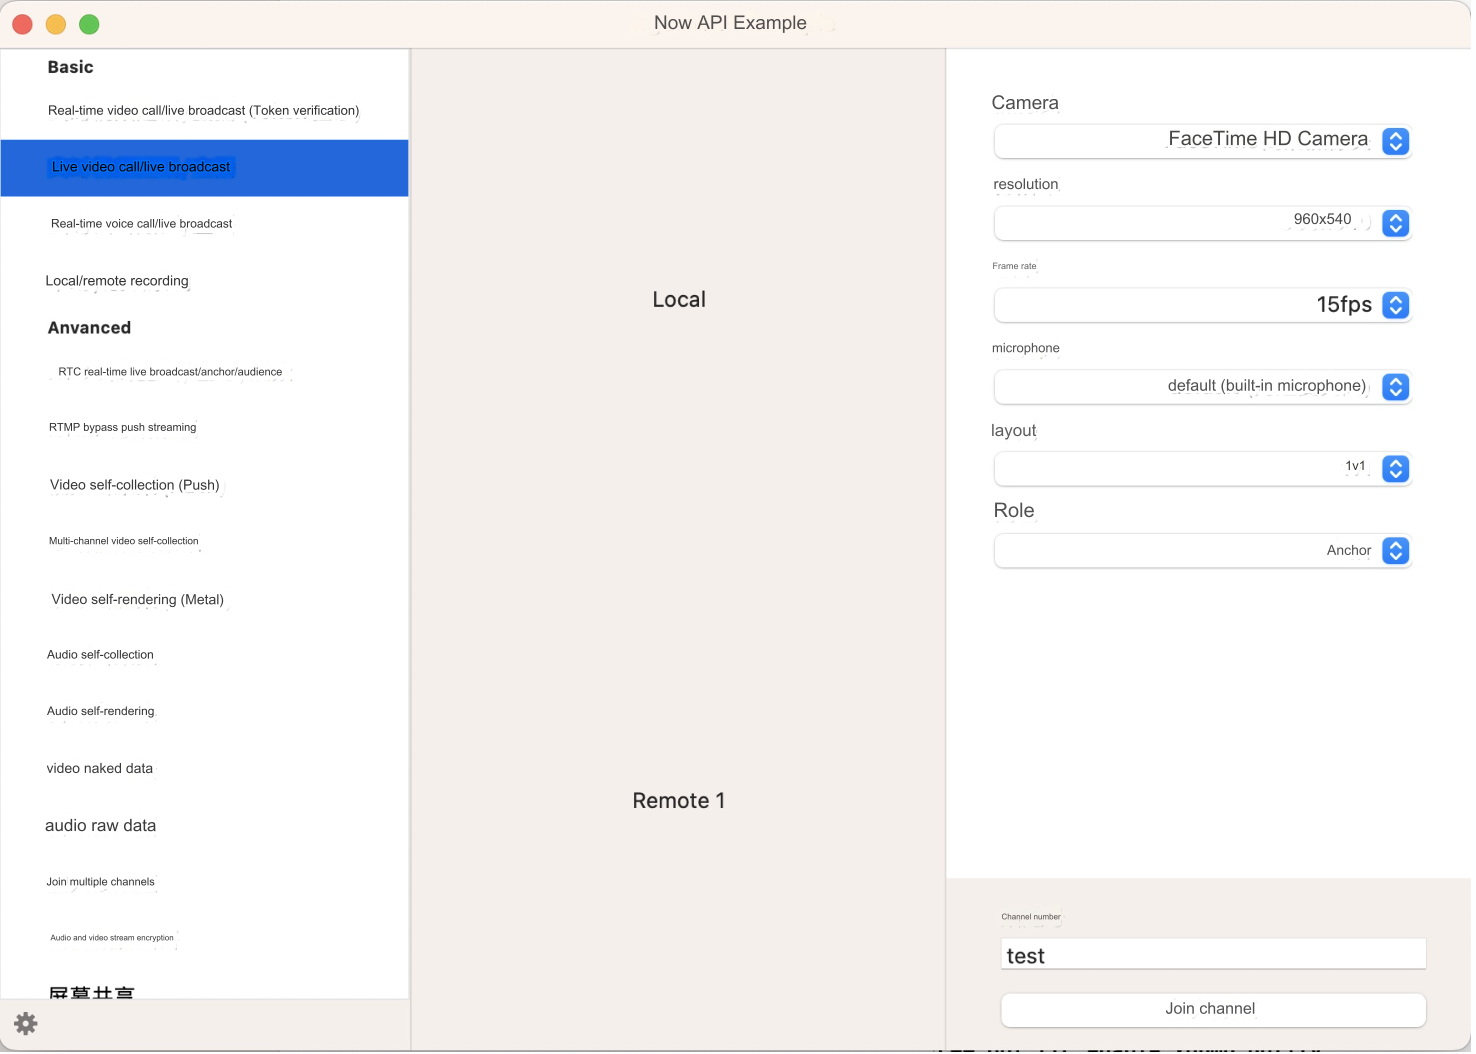 Now API Example
Basic
Real-time video call/live broadcast (Token verification)
Live video call/live broadcast
Real-time voice call/live broadcast
Local/remote recording
Anvanced
RTC real-time live broadcast/anchor/audience
RTMP bypass push streaming
Video self-collection (Push)
Multi-channel video self-collection
Video self-rendering (Metal)
Audio self-collection
Audio self-rendering
video naked data
audio raw data
Join multiple channels
Audio and video stream encryption
屏幕共享
Local
Remote 1
Camera
FaceTime HD Camera
resolution
960x540
Frame rate
15fps
microphone
default (built-in microphone)
layout
1v1
Role
Anchor
Channel number
test
Join channel